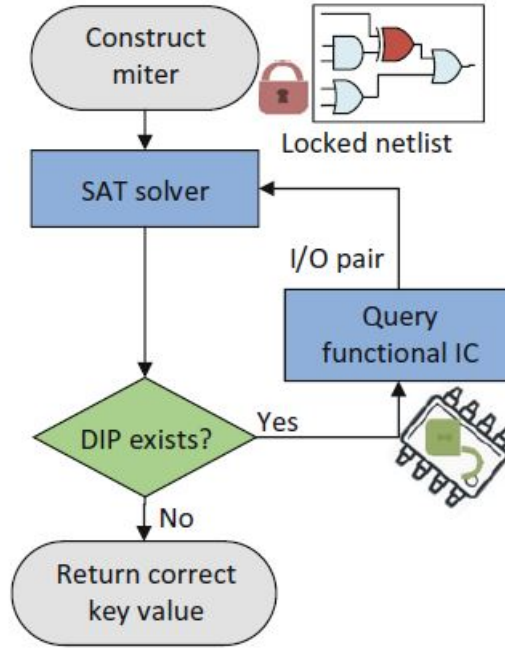 Construct
miter
Locked netlist
SAT solver
I/O pair
Query
functional IC
DIP exists?
Yes
No
Return correct
key value